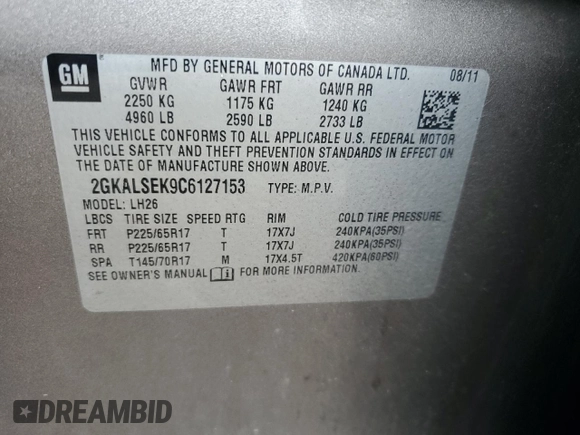 GM
MFD BY GENERAL MOTORS OF CANADA LTD. 08/11
GVWR GAWR FRT GAWR RR
2250 KG 1175 KG 1240 KG
4960 LB 2590 LB 2733 LB
THIS VEHICLE CONFORMS TO ALL APPLICABLE U.S. FEDERAL MOTOR
VEHICLE SAFETY AND THEFT PREVENTION STANDARDS IN EFFECT ON
THE DATE OF MANUFACTURE SHOWN ABOVE.
2GKALSEK9C6127153 TYPE: M.P.V.
MODEL: LH26
LBCS TIRE SIZE SPEED RTG RIM COLD TIRE PRESSURE
FRT P225/65R17 T 17X7J 240KPA(35PSI)
RR P225/65R17 T 17X7J 240KPA(35PSI)
SPA T145/70R17 M 17X4.5T 420KPA(60PSI)
SEE OWNER'S MANUAL FOR MORE INFORMATION.
DREAMBID